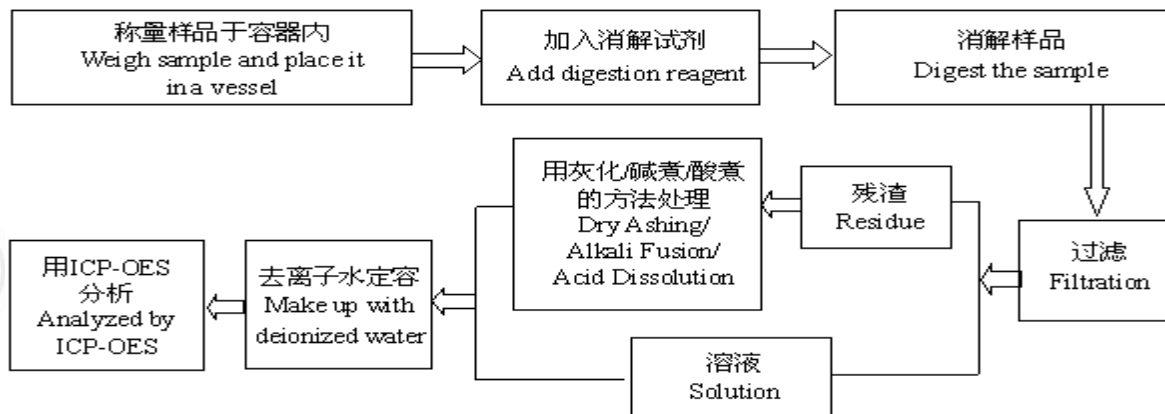 称量样品于容器内
Weigh sample and place it
in a vessel
加入消解试剂
Add digestion reagent
消解样品
Digest the sample
过滤
Filtration
残渣
Residue
用灰化/碱煮/酸煮
的方法处理
Dry Ashing/
Alkali Fusion/
Acid Dissolution
溶液
Solution
去离子水定容
Make up with
deionized water
用ICP-OES
分析
Analyzed by
ICP-OES